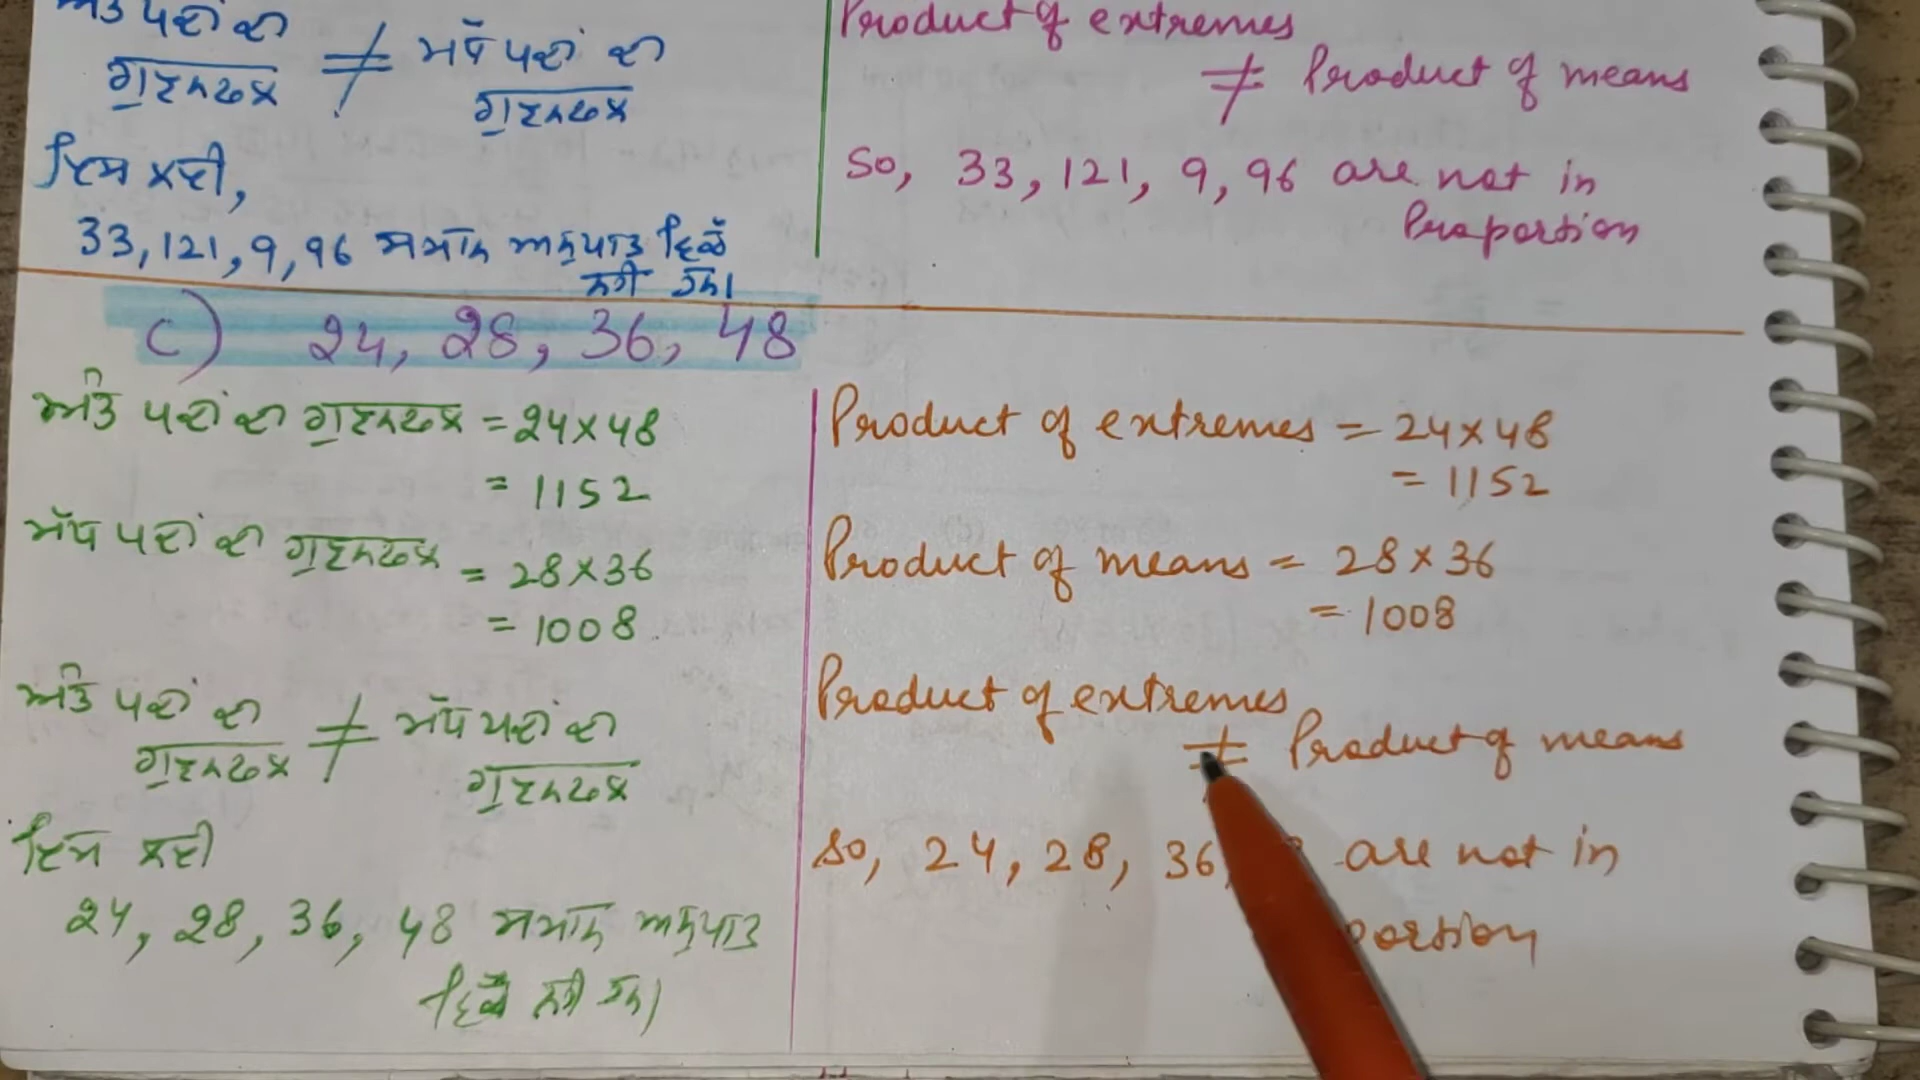 ਅੰਤ ਪਦਾਂ ਦਾ
ਗੁਣਨਫਲ ≠ ਮੱਧ ਪਦਾਂ ਦਾ
ਗੁਣਨਫਲ
ਇਸ ਲਈ,
33, 121, 9, 96 ਸਮਾਨ ਅਨੁਪਾਤ ਵਿੱਚ
ਨਹੀਂ ਹਨ।
Product of extremes
≠ Product of means
So, 33, 121, 9, 96 are not in
Proportion
C) 24, 28, 36, 48
ਅੰਤ ਪਦਾਂ ਦਾ ਗੁਣਨਫਲ = 24×48
= 1152
ਮੱਧ ਪਦਾਂ ਦਾ ਗੁਣਨਫਲ = 28×36
= 1008
ਅੰਤ ਪਦਾਂ ਦਾ
ਗੁਣਨਫਲ ≠ ਮੱਧ ਪਦਾਂ ਦਾ
ਗੁਣਨਫਲ
ਇਸ ਲਈ
24, 28, 36, 48 ਸਮਾਨ ਅਨੁਪਾਤ
ਵਿੱਚ ਨਹੀਂ ਹਨ।
Product of extremes = 24×48
= 1152
Product of means = 28×36
= 1008
Product of extremes
≠ Product of means
So, 24, 28, 36, are not in
portion